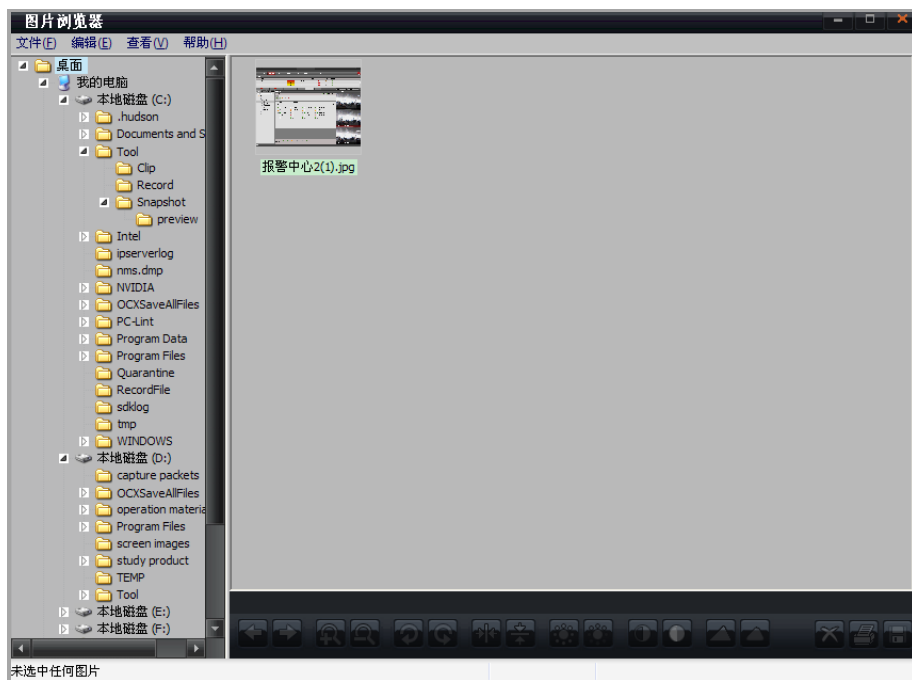 图片浏览器
文件(F) 编辑(E) 查看(V) 帮助(H)
桌面
我的电脑
本地磁盘 (C:)
.hudson
Documents and S
Tool
Clip
Record
Snapshot
preview
Intel
ipserverlog
nms.dmp
NVIDIA
OCXSaveAllFiles
PC-Lint
Program Data
Program Files
Quarantine
RecordFile
sdklog
tmp
WINDOWS
本地磁盘 (D:)
capture packets
OCXSaveAllFiles
operation materia
Program Files
screen images
study product
TEMP
Tool
本地磁盘 (E:)
本地磁盘 (F:)
报警中心2(1).jpg
未选中任何图片